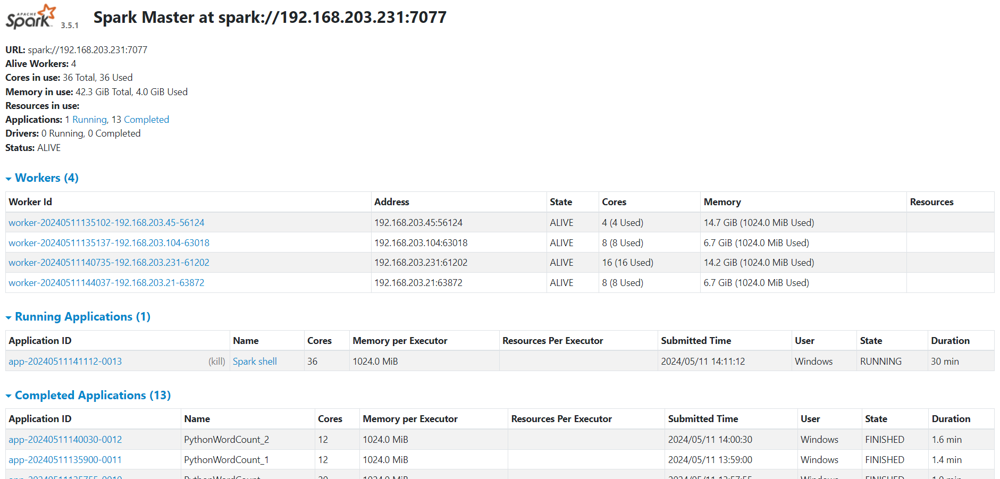 APACHE
Spark 3.5.1 Spark Master at spark://192.168.203.231:7077
URL: spark://192.168.203.231:7077
Alive Workers: 4
Cores in use: 36 Total, 36 Used
Memory in use: 42.3 GiB Total, 4.0 GiB Used
Resources in use:
Applications: 1 Running, 13 Completed
Drivers: 0 Running, 0 Completed
Status: ALIVE
Workers (4)
Worker Id Address State Cores Memory Resources
worker-20240511135102-192.168.203.45-56124 192.168.203.45:56124 ALIVE 4 (4 Used) 14.7 GiB (1024.0 MiB Used)
worker-20240511135137-192.168.203.104-63018 192.168.203.104:63018 ALIVE 8 (8 Used) 6.7 GiB (1024.0 MiB Used)
worker-20240511140735-192.168.203.231-61202 192.168.203.231:61202 ALIVE 16 (16 Used) 14.2 GiB (1024.0 MiB Used)
worker-20240511144037-192.168.203.21-63872 192.168.203.21:63872 ALIVE 8 (8 Used) 6.7 GiB (1024.0 MiB Used)
Running Applications (1)
Application ID Name Cores Memory per Executor Resources Per Executor Submitted Time User State Duration
app-20240511141112-0013 (kill) Spark shell 36 1024.0 MiB 2024/05/11 14:11:12 Windows RUNNING 30 min
Completed Applications (13)
Application ID Name Cores Memory per Executor Resources Per Executor Submitted Time User State Duration
app-20240511140030-0012 PythonWordCount_2 12 1024.0 MiB 2024/05/11 14:00:30 Windows FINISHED 1.6 min
app-20240511135900-0011 PythonWordCount_1 12 1024.0 MiB 2024/05/11 13:59:00 Windows FINISHED 1.4 min